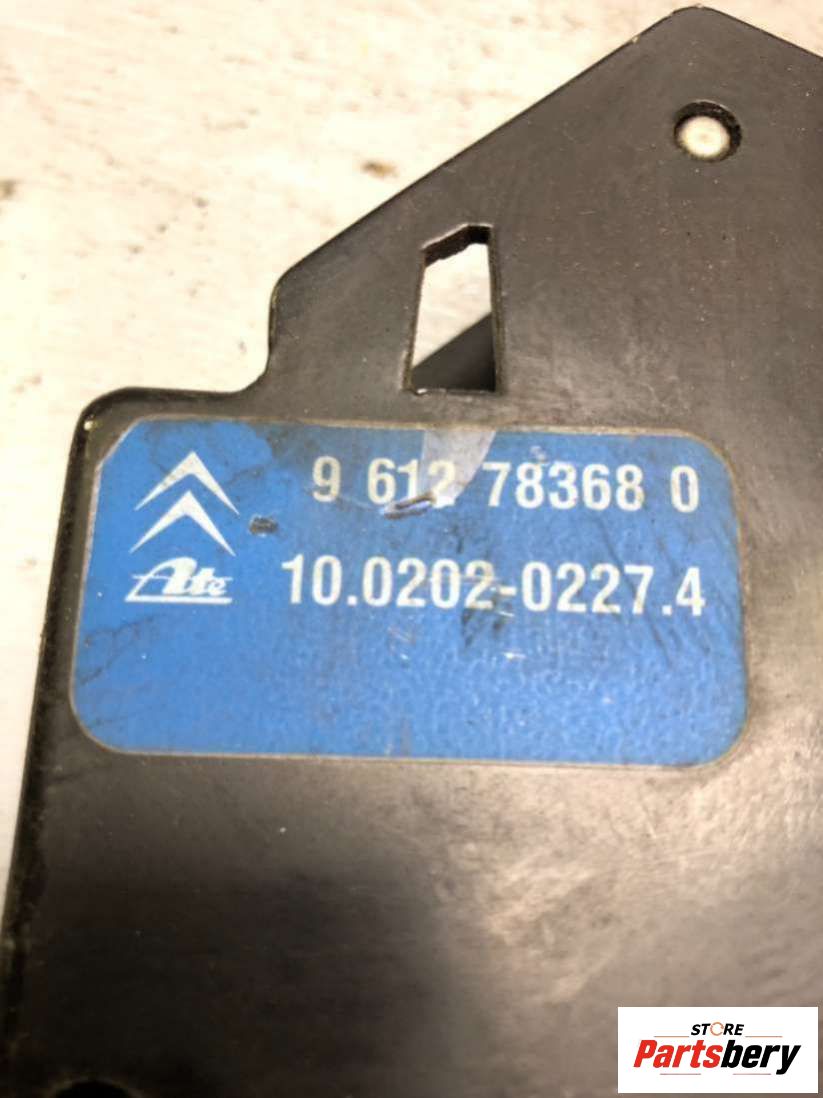 9 612 78368 0
Ate
10.0202-0227.4
STORE
Partsbery